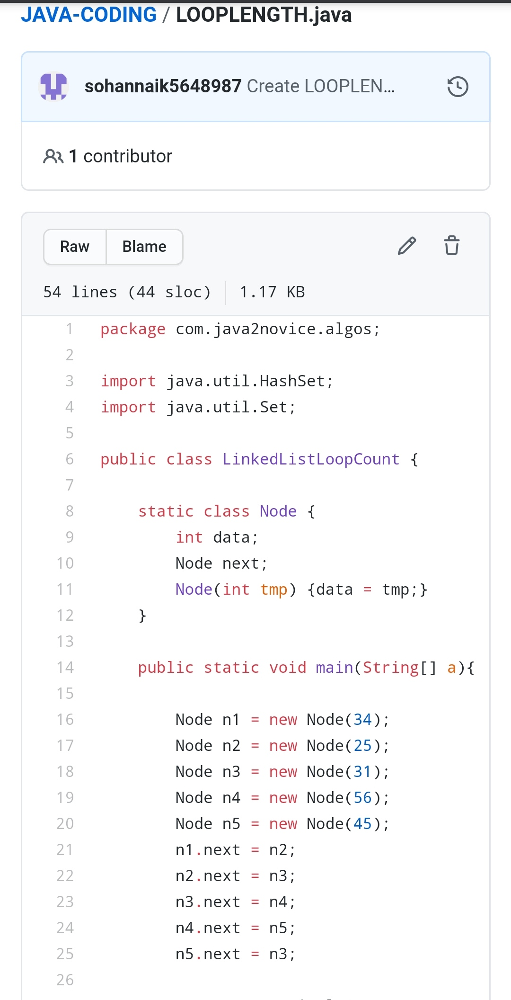 JAVA-CODING / LOOPLENGTH.java
sohannaik5648987 Create LOOPLEN...
1 contributor
Raw Blame
54 lines (44 sloc) 1.17 KB
1 package com.java2novice.algos;
2
3 import java.util.HashSet;
4 import java.util.Set;
5
6 public class LinkedListLoopCount {
7
8 static class Node {
9 int data;
10 Node next;
11 Node(int tmp) {data = tmp;}
12 }
13
14 public static void main(String[] a){
15
16 Node n1 = new Node(34);
17 Node n2 = new Node(25);
18 Node n3 = new Node(31);
19 Node n4 = new Node(56);
20 Node n5 = new Node(45);
21 n1.next = n2;
22 n2.next = n3;
23 n3.next = n4;
24 n4.next = n5;
25 n5.next = n3;
26